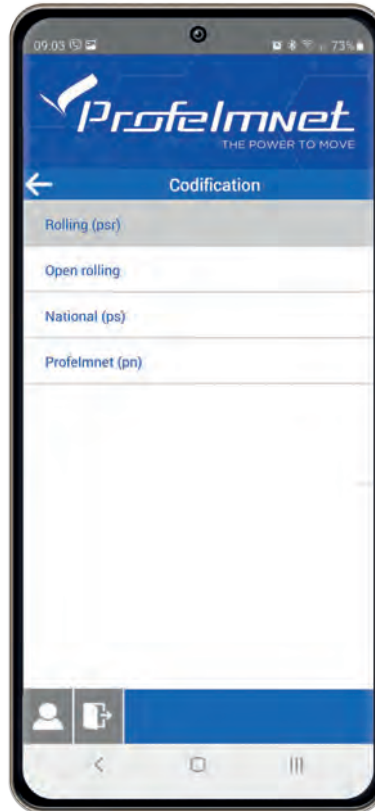 09:03 73%
Profelmnet
THE POWER TO MOVE
Codification
Rolling (psr)
Open rolling
National (ps)
Profelmnet (pn)